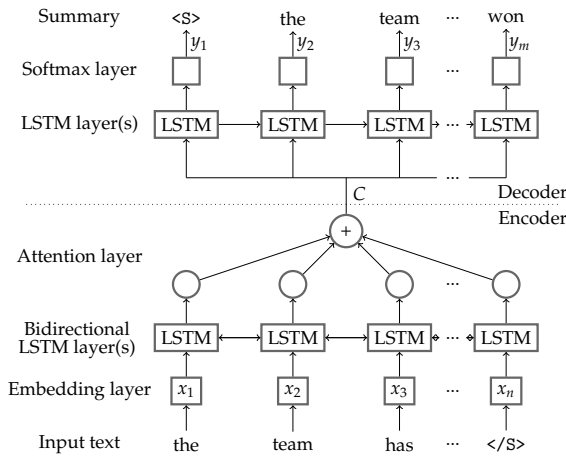 Summary <S> the team ... won
y1 y2 y3 ym
Softmax layer ...
LSTM layer(s) LSTM LSTM LSTM ... LSTM
...
C Decoder
Encoder
+
Attention layer
...
Bidirectional
LSTM layer(s) LSTM LSTM LSTM ... LSTM
Embedding layer x1 x2 x3 ... xn
Input text the team has ... </S>